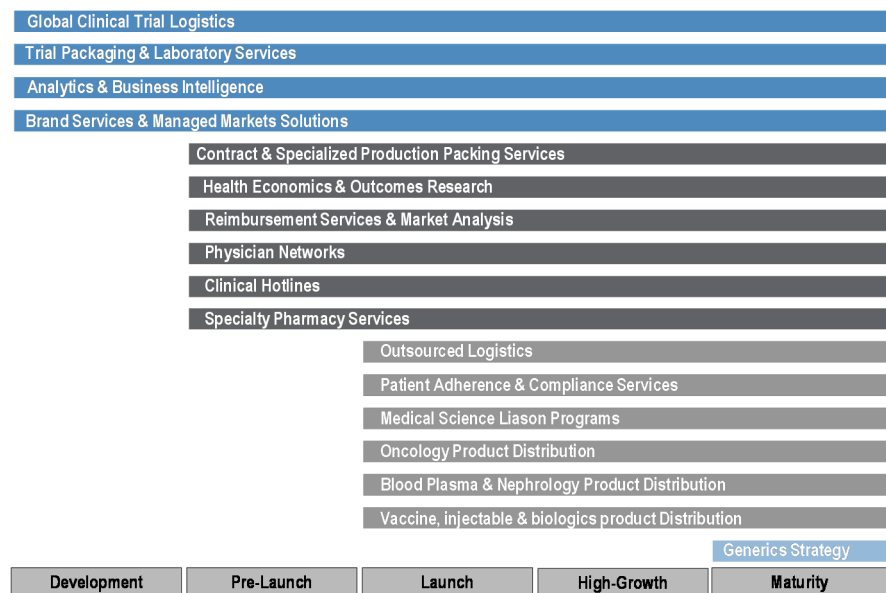 Global Clinical Trial Logistics
Trial Packaging & Laboratory Services
Analytics & Business Intelligence
Brand Services & Managed Markets Solutions
Contract & Specialized Production Packing Services
Health Economics & Outcomes Research
Reimbursement Services & Market Analysis
Physician Networks
Clinical Hotlines
Specialty Pharmacy Services
Outsourced Logistics
Patient Adherence & Compliance Services
Medical Science Liason Programs
Oncology Product Distribution
Blood Plasma & Nephrology Product Distribution
Vaccine, injectable & biologics product Distribution
Generics Strategy
Development Pre-Launch Launch High-Growth Maturity